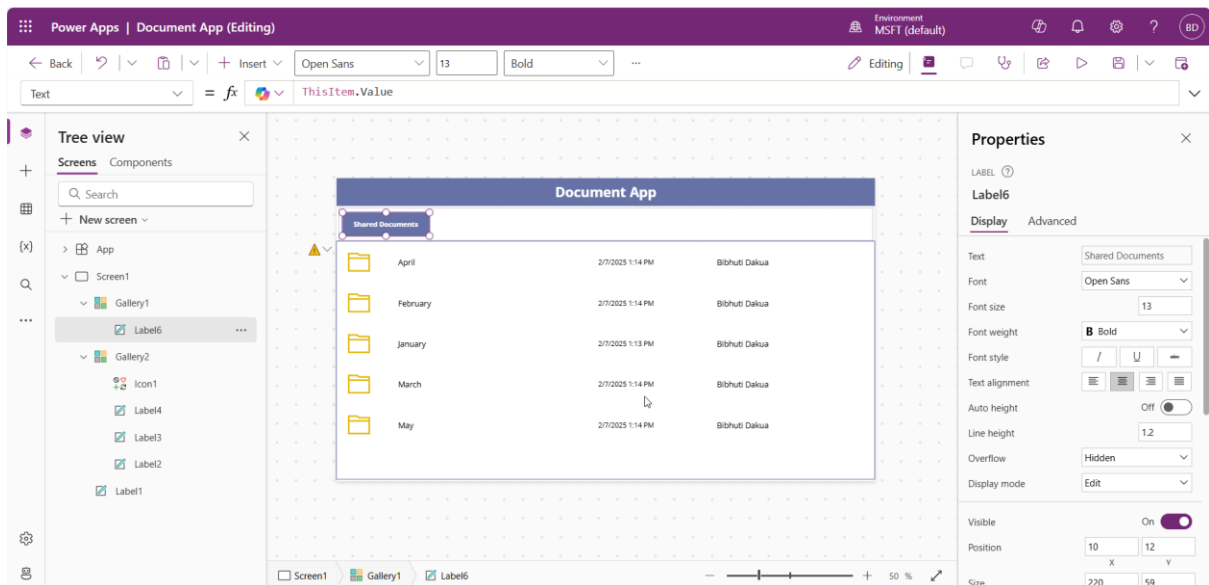 Power Apps | Document App (Editing)
Environment
MSFT (default)
BD
Back
Insert
Open Sans
13
Bold
...
Editing
Text
= fx
ThisItem.Value
Tree view
Screens Components
Search
New screen
App
Screen1
Gallery1
Label6
...
Gallery2
Icon1
Label4
Label3
Label2
Label1
{x}
...
Document App
Shared Documents
April 2/7/2025 1:14 PM Bibhuti Dakua
February 2/7/2025 1:14 PM Bibhuti Dakua
January 2/7/2025 1:13 PM Bibhuti Dakua
March 2/7/2025 1:14 PM Bibhuti Dakua
May 2/7/2025 1:14 PM Bibhuti Dakua
Screen1 Gallery1 Label6
50 %
Properties
LABEL ?
Label6
Display Advanced
Text Shared Documents
Font Open Sans
Font size 13
Font weight B Bold
Font style / U abc
Text alignment
Auto height Off
Line height 1.2
Overflow Hidden
Display mode Edit
Visible On
Position 10 12
X Y
Size 220 59